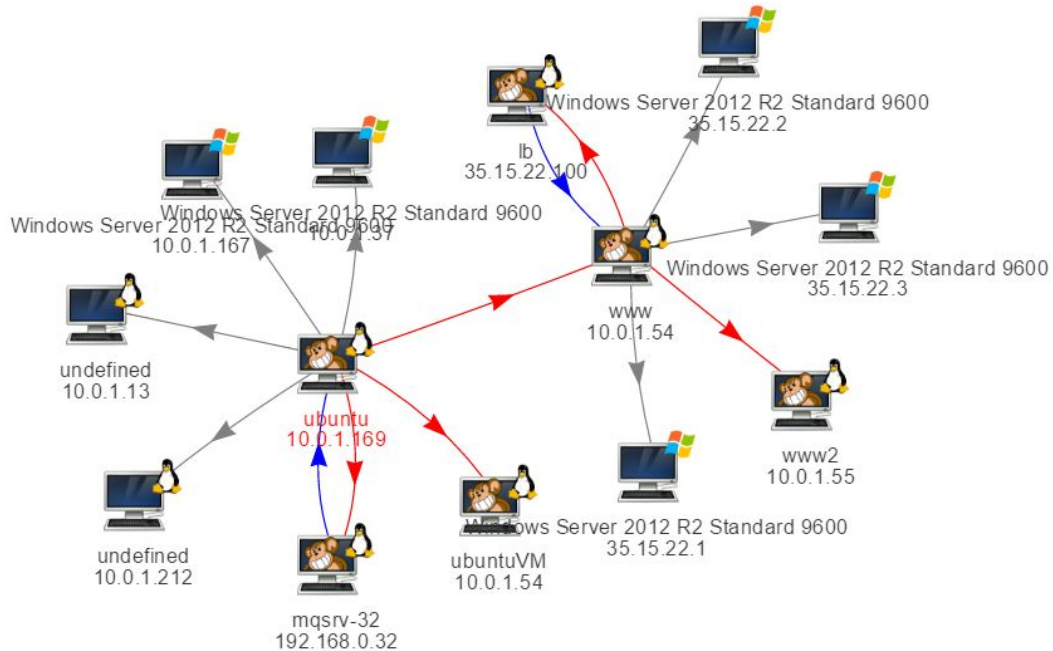 Windows Server 2012 R2 Standard 9600
35.15.22.2
lb
35.15.22.100
Windows Server 2012 R2 Standard 9600
10.0.1.37
Windows Server 2012 R2 Standard 9600
10.0.1.167
Windows Server 2012 R2 Standard 9600
35.15.22.3
www
10.0.1.54
undefined
10.0.1.13
ubuntu
10.0.1.169
www2
10.0.1.55
Windows Server 2012 R2 Standard 9600
35.15.22.1
undefined
10.0.1.212
ubuntuVM
10.0.1.54
mqsrv-32
192.168.0.32